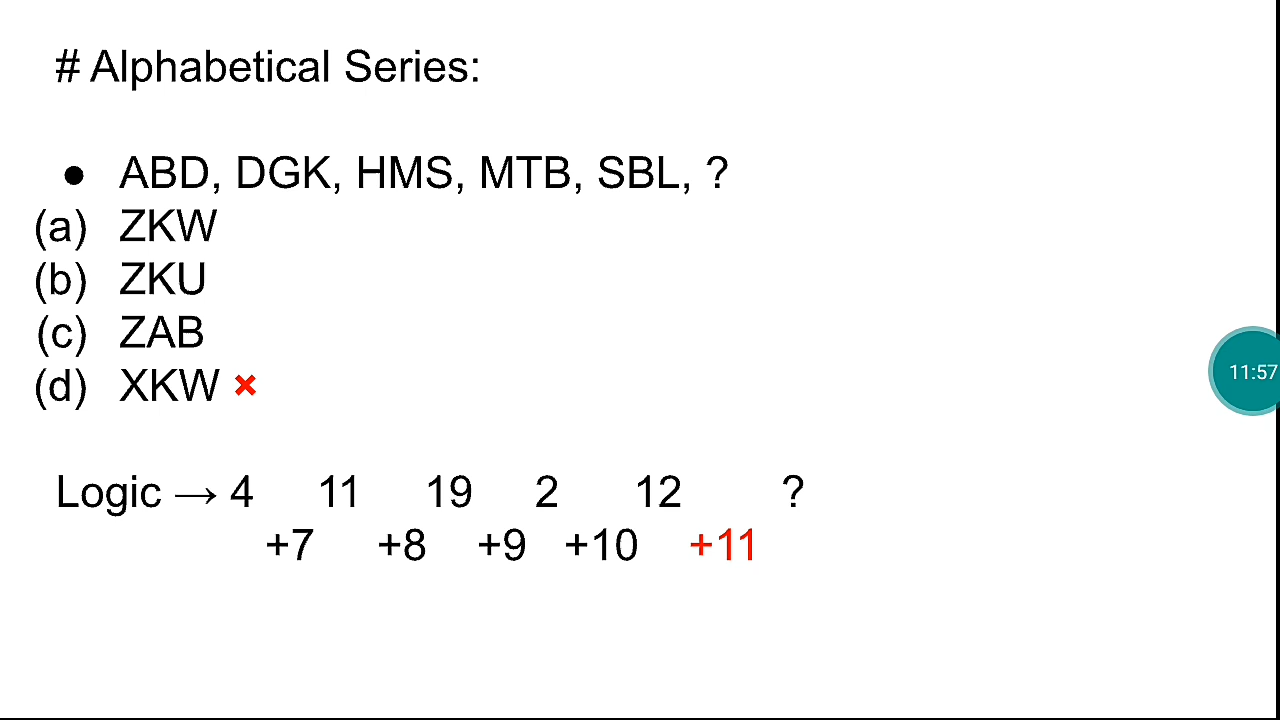 # Alphabetical Series:
● ABD, DGK, HMS, MTB, SBL, ?
(a) ZKW
(b) ZKU
(c) ZAB
(d) XKW ×
Logic → 4 11 19 2 12 ?
+7 +8 +9 +10 +11
11:57